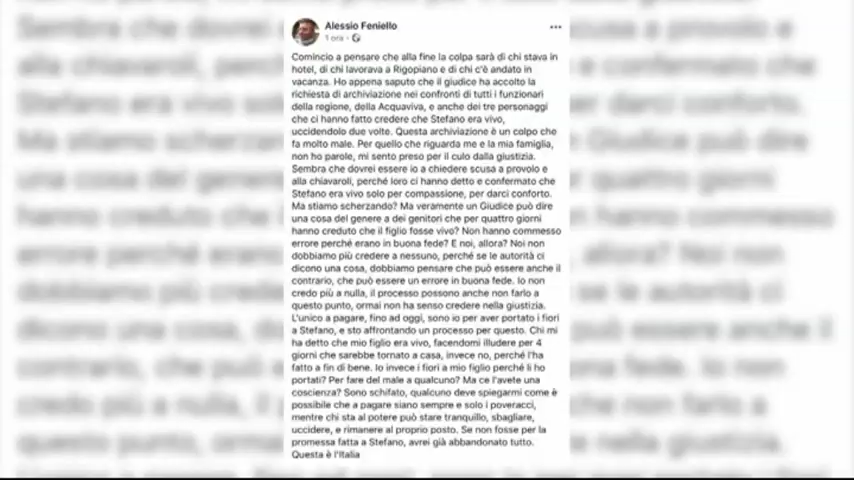 Alessio Feniello
1 ora
Comincio a pensare che alla fine la colpa sarà di chi stava in
hotel, di chi lavorava a Rigopiano e di chi c'è andato in
vacanza. Ho appena saputo che il giudice ha accolto la
richiesta di archiviazione nei confronti di tutti i funzionari
della regione, della Acquaviva, e anche dei tre personaggi
che ci hanno fatto credere che Stefano era vivo,
uccidendolo due volte. Questa archiviazione è un colpo che
fa molto male. Per quello che riguarda me e la mia famiglia,
non ho parole, mi sento preso per il culo dalla giustizia.
Sembra che dovrei essere io a chiedere scusa a provolo e
alla chiavaroli, perché loro ci hanno detto e confermato che
Stefano era vivo solo per compassione, per darci conforto.
Ma stiamo scherzando? Ma veramente un Giudice può dire
una cosa del genere a dei genitori che per quattro giorni
hanno creduto che il figlio fosse vivo? Non hanno commesso
errore perché erano in buona fede? E noi, allora? Noi non
dobbiamo più credere a nessuno, perché se le autorità ci
dicono una cosa, dobbiamo pensare che può essere anche il
contrario, che può essere un errore in buona fede. Io non
credo più a nulla, il processo possono anche non farlo a
questo punto, ormai non ha senso credere nella giustizia.
L'unico a pagare, fino ad oggi, sono io per aver portato i fiori
a Stefano, e sto affrontando un processo per questo. Chi mi
ha detto che mio figlio era vivo, facendomi illudere per 4
giorni che sarebbe tornato a casa, invece no, perché l'ha
fatto a fin di bene. Io invece i fiori a mio figlio perché li ho
portati? Per fare del male a qualcuno? Ma ce l'avete una
coscienza? Sono schifato, qualcuno deve spiegarmi come è
possibile che a pagare siano sempre e solo i poveracci,
mentre chi sta al potere può stare tranquillo, sbagliare,
uccidere, e rimanere al proprio posto. Se non fosse per la
promessa fatta a Stefano, avrei già abbandonato tutto.
Questa è l'Italia